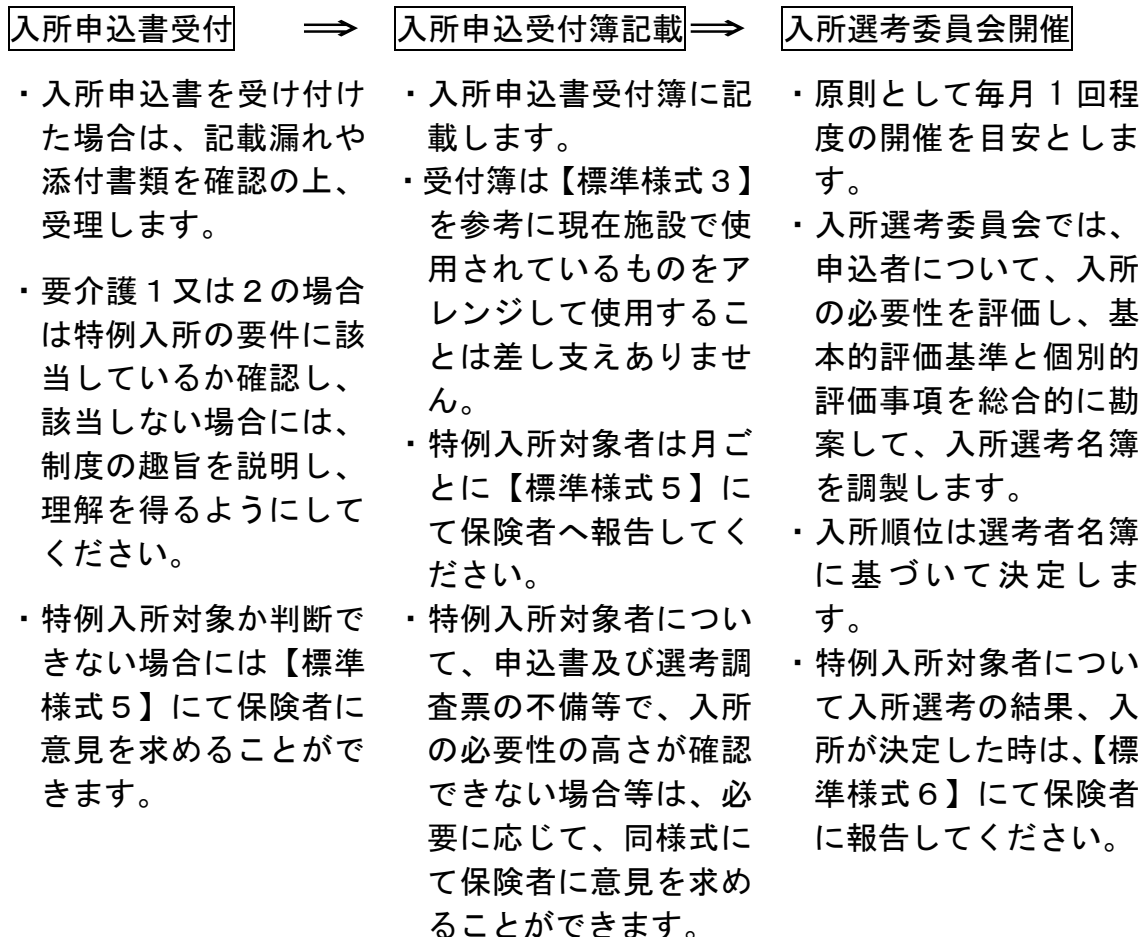 入所申込書受付 ⇒ 入所申込受付簿記載 ⇒ 入所選考委員会開催
・入所申込書を受け付け
た場合は、記載漏れや
添付書類を確認の上、
受理します。
・要介護１又は２の場合
は特例入所の要件に該
当しているか確認し、
該当しない場合には、
制度の趣旨を説明し、
理解を得るようにして
ください。
・特例入所対象か判断で
きない場合には【標準
様式５】にて保険者に
意見を求めることがで
きます。
・入所申込書受付簿に記
載します。
・受付簿は【標準様式３】
を参考に現在施設で使
用されているものをア
レンジして使用するこ
とは差し支えありませ
ん。
・特例入所対象者は月ご
とに【標準様式５】に
て保険者へ報告してく
ださい。
・特例入所対象者につい
て、申込書及び選考調
査票の不備等で、入所
の必要性の高さが確認
できない場合等は、必
要に応じて、同様式に
て保険者に意見を求め
ることができます。
・原則として毎月１回程
度の開催を目安としま
す。
・入所選考委員会では、
申込者について、入所
の必要性を評価し、基
本的評価基準と個別的
評価事項を総合的に勘
案して、入所選考名簿
を調製します。
・入所順位は選考者名簿
に基づいて決定しま
す。
・特例入所対象者につい
て入所選考の結果、入
所が決定した時は、【標
準様式６】にて保険者
に報告してください。